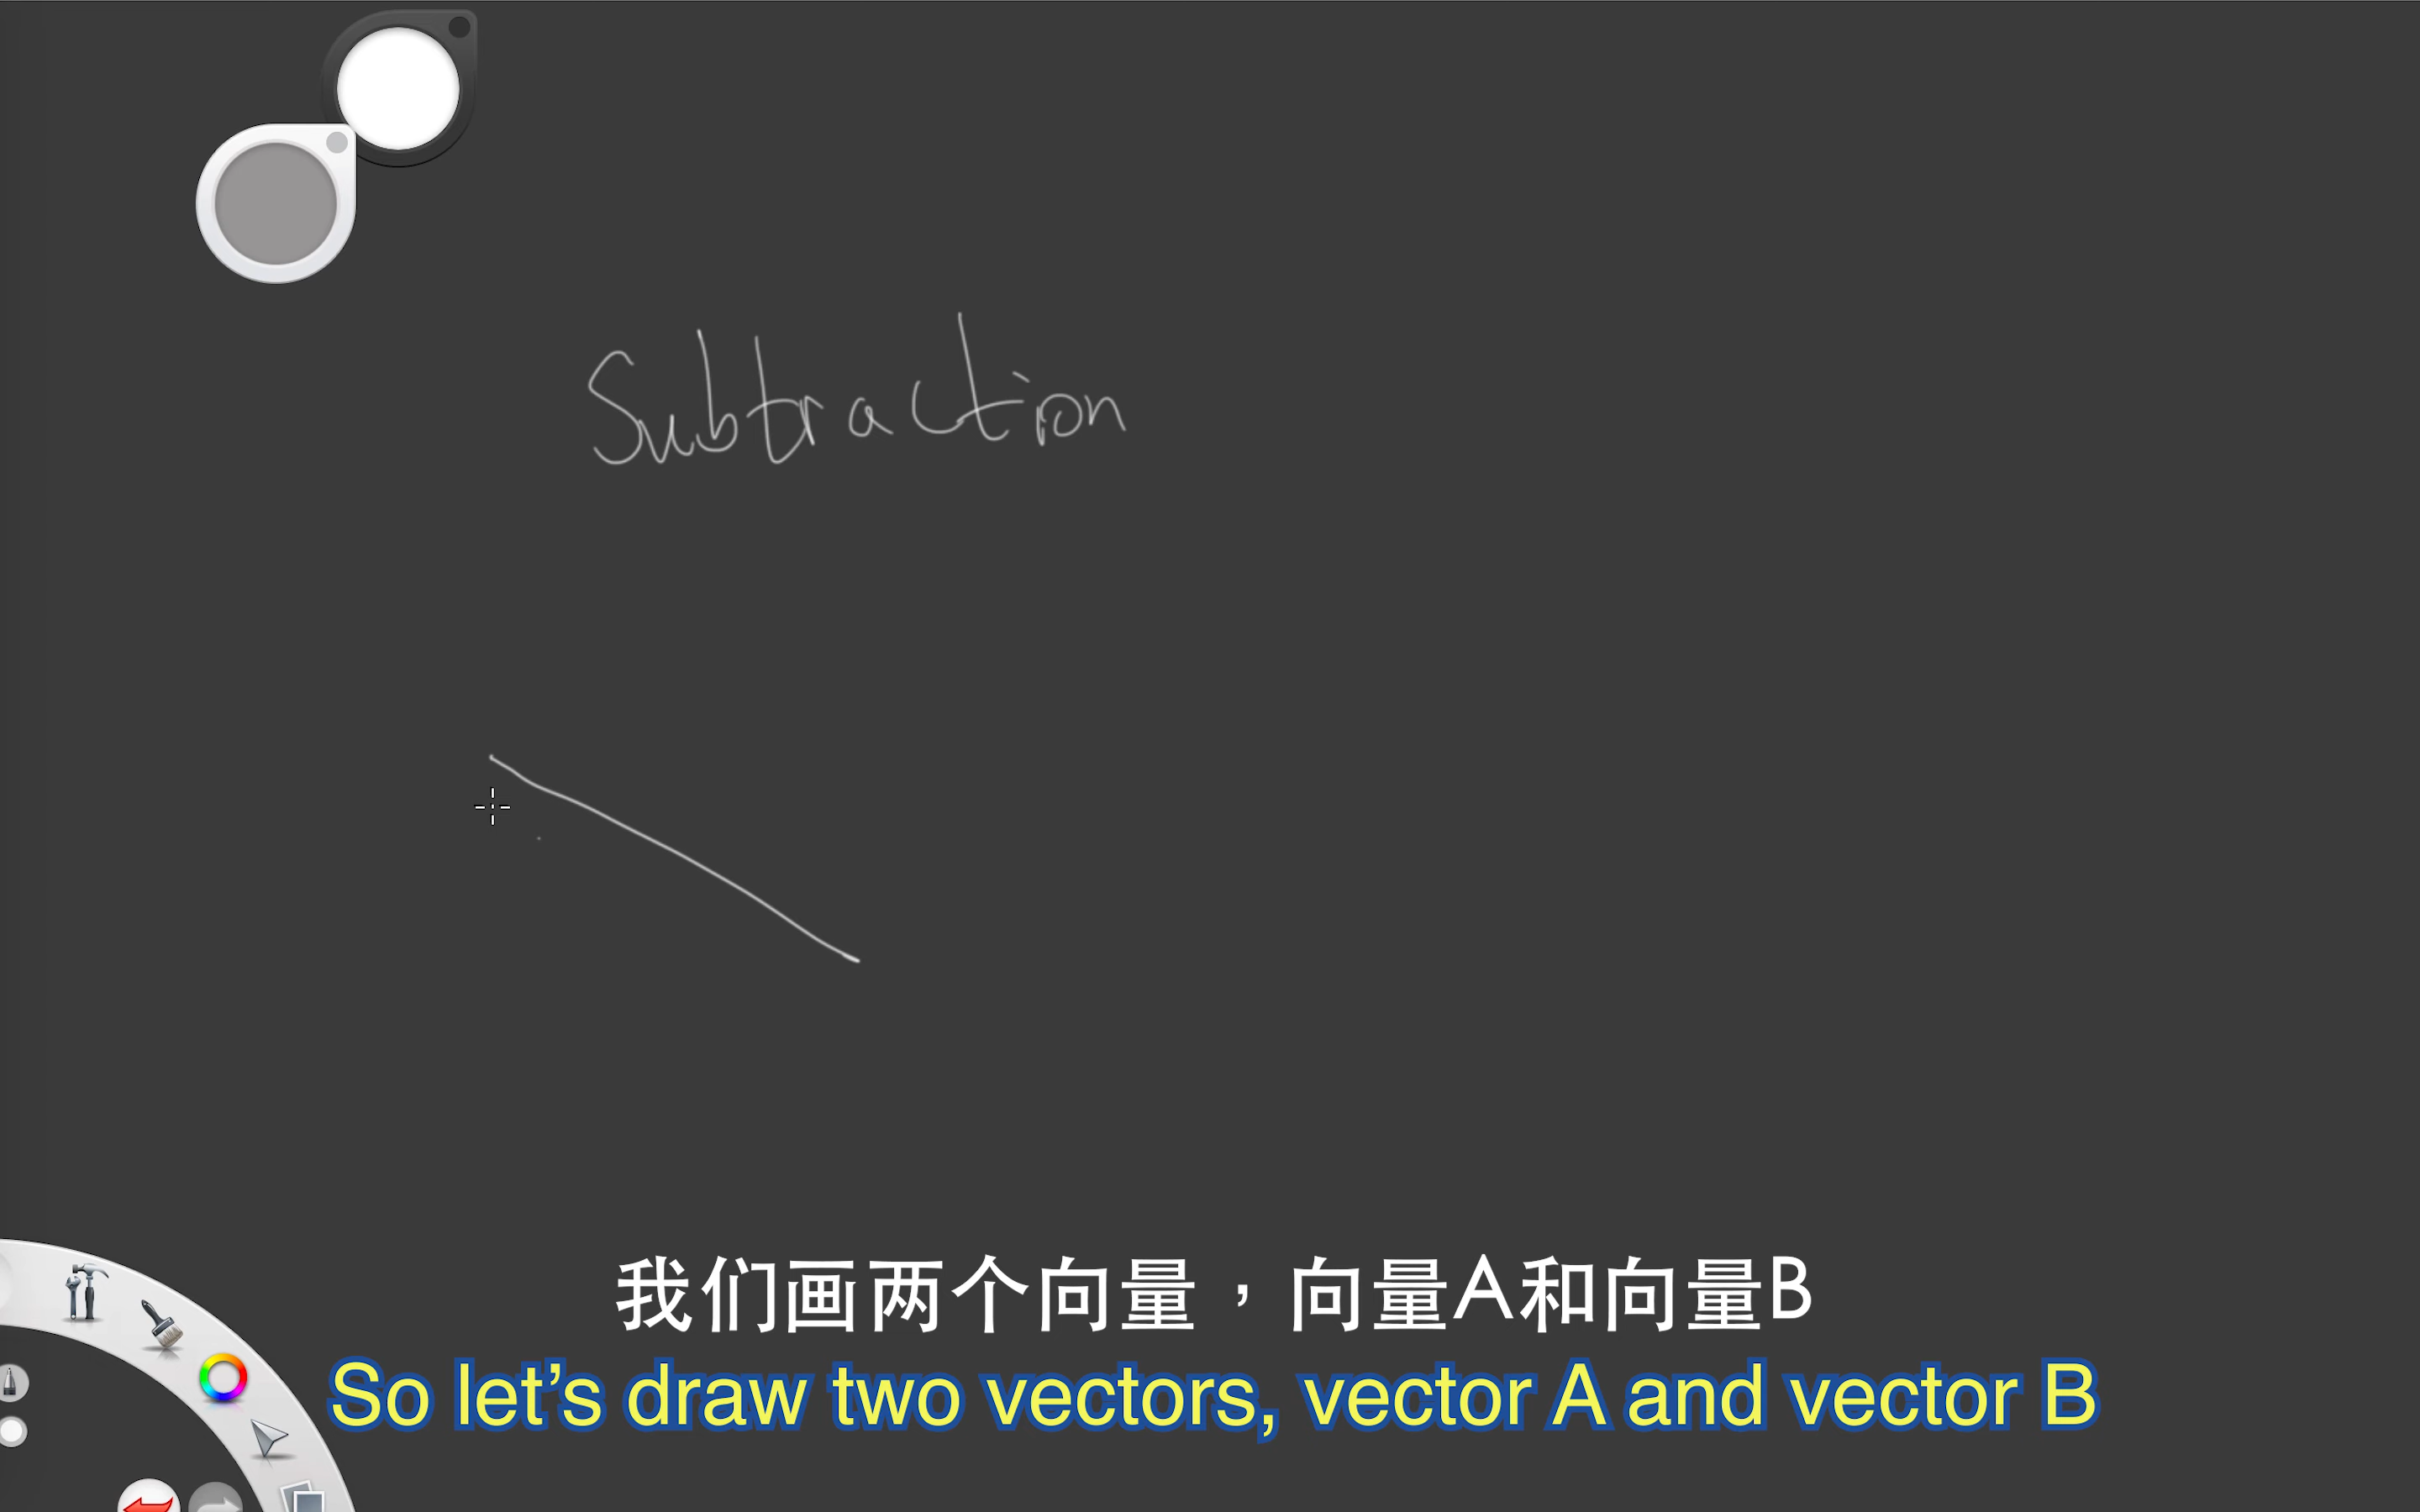 Subtraction
我们画两个向量，向量A和向量B
So let's draw two vectors, vector A and vector B